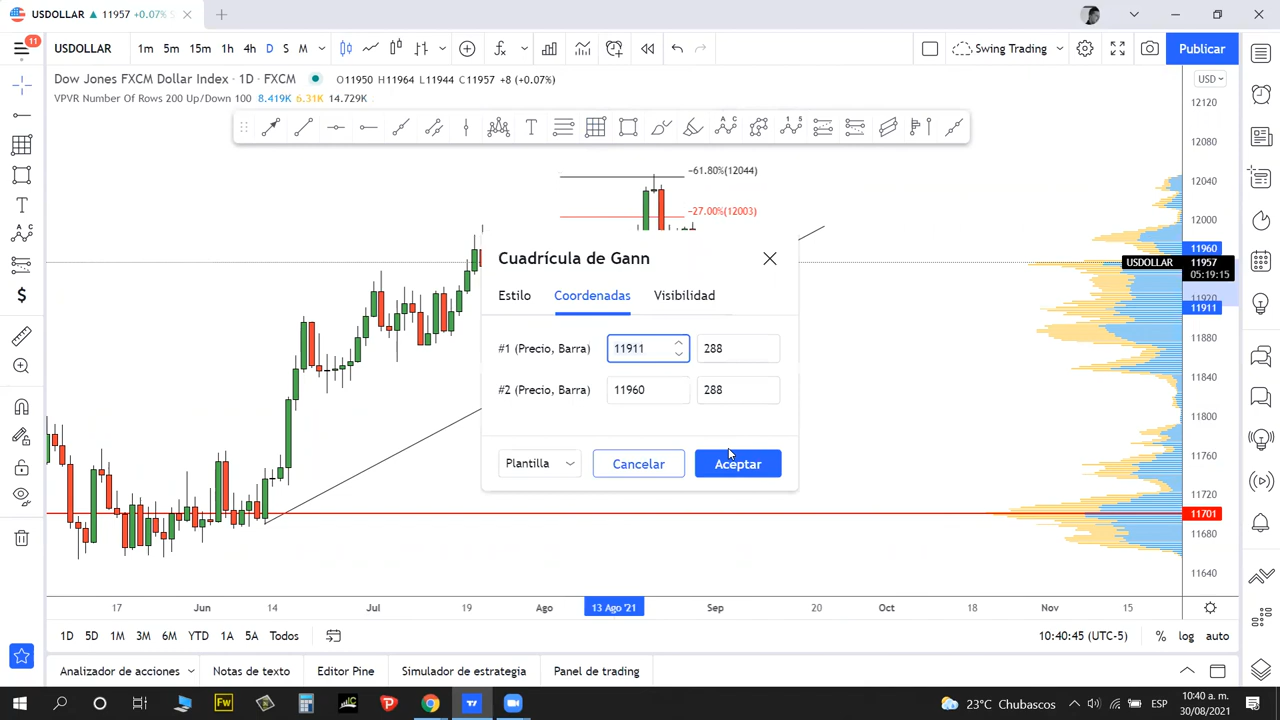 USDOLLAR ▲ 11957 +0.07%
11
USDOLLAR 1m 5m 15m 1h 4h D S M Swing Trading Publicar
Dow Jones FXCM Dollar Index · 1D · FXCM O11950 H11964 L11944 C11957 +8 (+0.07%)
VPVR Number Of Rows 200 Up/Down 100 8.419K 6.31K 14.729K
USD
12120
12080
12040
12000
11960
USDOLLAR 11957
05:19:15
11920
11911
11880
11840
11800
11760
11720
11701
11680
11640
-61.80%(12044)
-27.00%(12003)
Cuadrícula de Gann
Estilo Coordenadas Visibilidad
#1 (Precio, Barra) 11911 288
#2 (Precio, Barra) 11960 288
Plantilla Cancelar Aceptar
17 Jun 14 Jul 19 Ago 13 Ago '21 Sep 20 Oct 18 Nov 15
1D 5D 1M 3M 6M YTD 1A 5A Todos 10:40:45 (UTC-5) % log auto
Analizador de acciones Notas de texto Editor Pine Simulador de estrategia Panel de trading
Fw 23°C Chubascos ESP 10:40 a. m.
30/08/2021